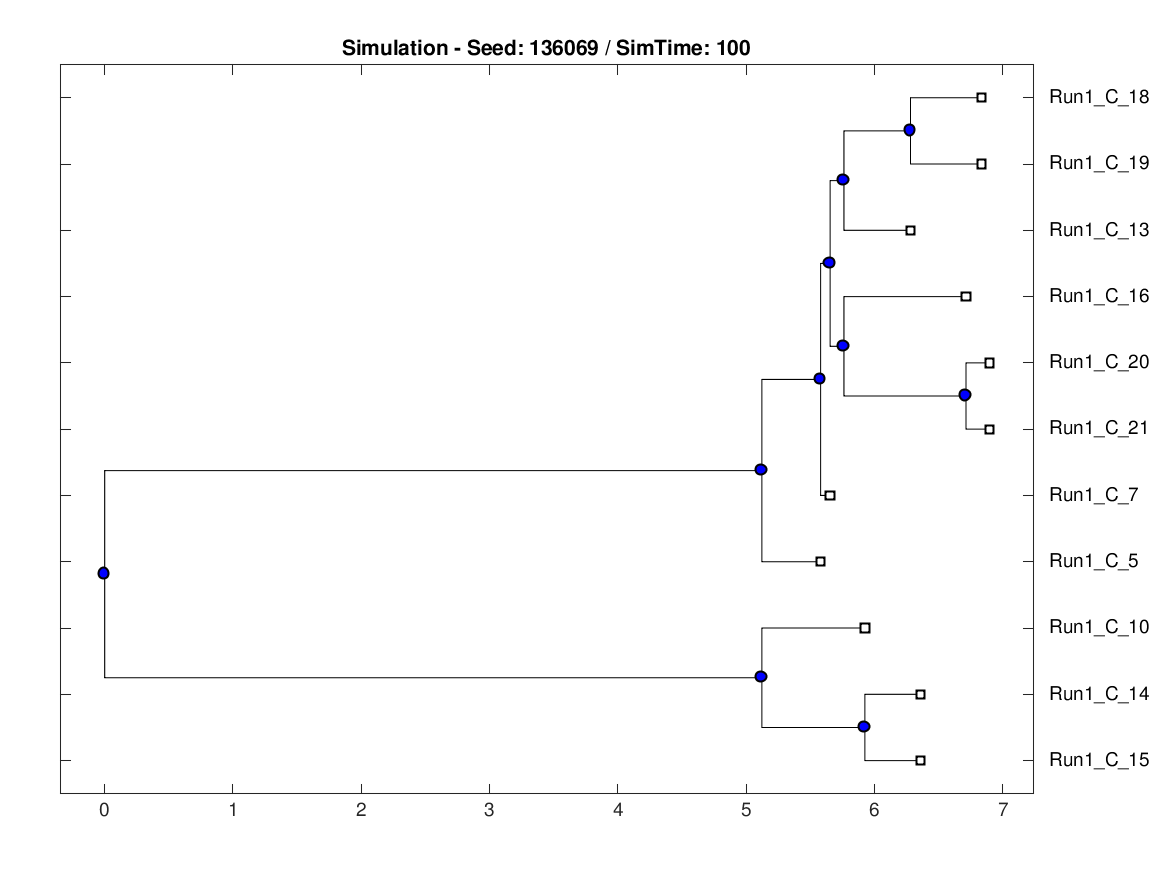 Simulation - Seed: 136069 / SimTime: 100
Run1_C_18
Run1_C_19
Run1_C_13
Run1_C_16
Run1_C_20
Run1_C_21
Run1_C_7
Run1_C_5
Run1_C_10
Run1_C_14
Run1_C_15
0 1 2 3 4 5 6 7